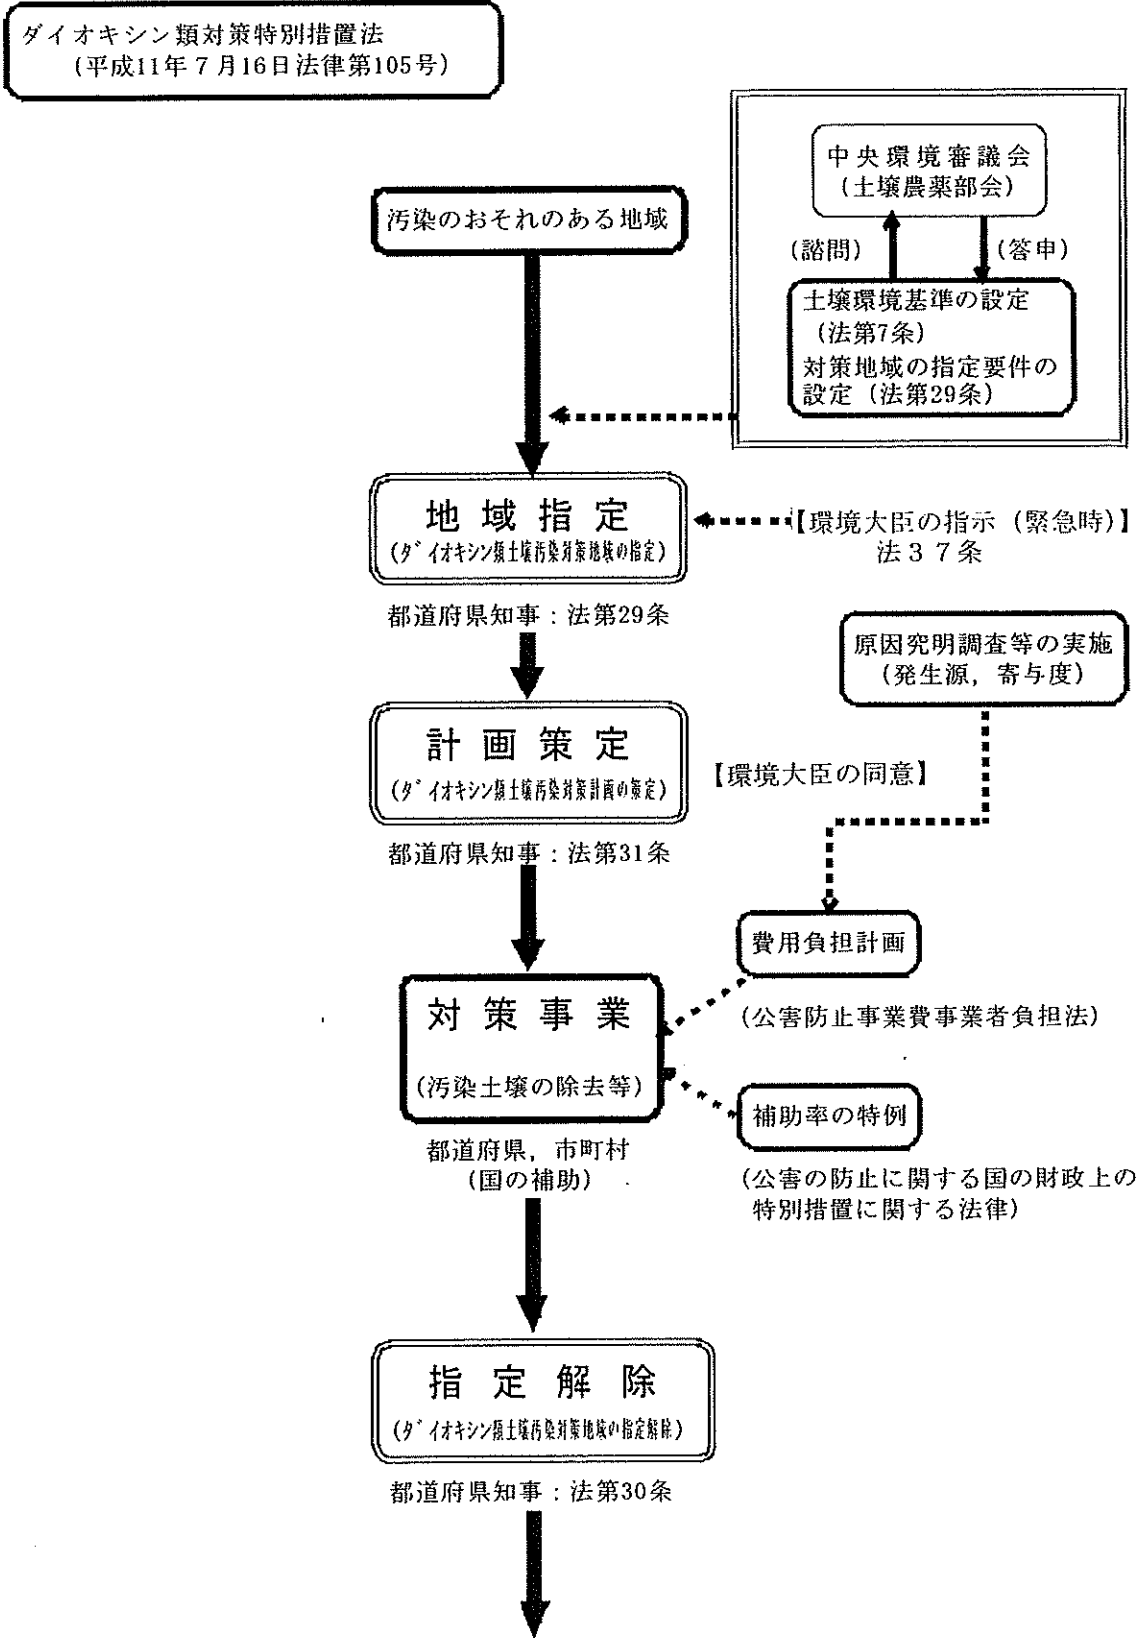 ダイオキシン類対策特別措置法
(平成11年7月16日法律第105号)
中央環境審議会
(土壌農薬部会)
汚染のおそれのある地域
(諮問)
(答申)
土壌環境基準の設定
(法第7条)
対策地域の指定要件の
設定(法第29条)
地域指定
(ダイオキシン類土壌汚染対策地域の指定)
【環境大臣の指示(緊急時)】
法37条
都道府県知事:法第29条
原因究明調査等の実施
(発生源,寄与度)
計画策定
(ダイオキシン類土壌汚染対策計画の策定)
【環境大臣の同意】
都道府県知事:法第31条
費用負担計画
対策事業
(公害防止事業費事業者負担法)
(汚染土壌の除去等)
補助率の特例
都道府県,市町村
(国の補助)
(公害の防止に関する国の財政上の
特別措置に関する法律)
指定解除
(ダイオキシン類土壌汚染対策地域の指定解除)
都道府県知事:法第30条